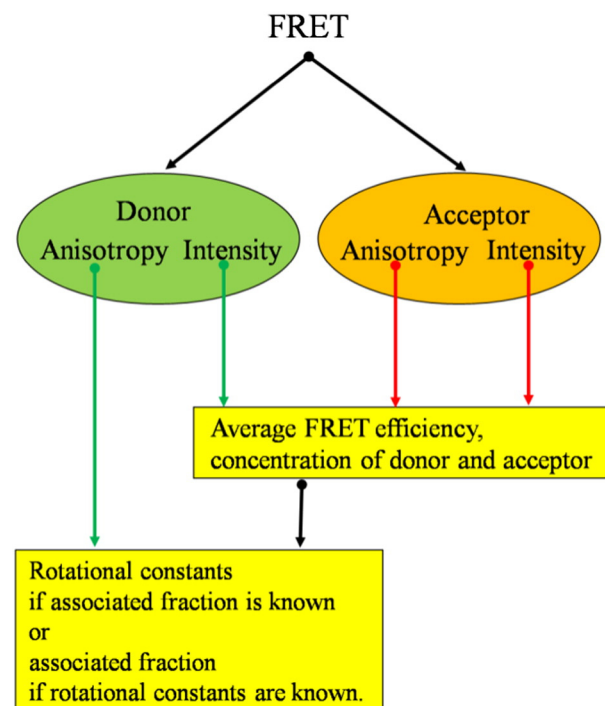 FRET
Donor
Anisotropy Intensity
Acceptor
Anisotropy Intensity
Average FRET efficiency,
concentration of donor and acceptor
Rotational constants
if associated fraction is known
or
associated fraction
if rotational constants are known.